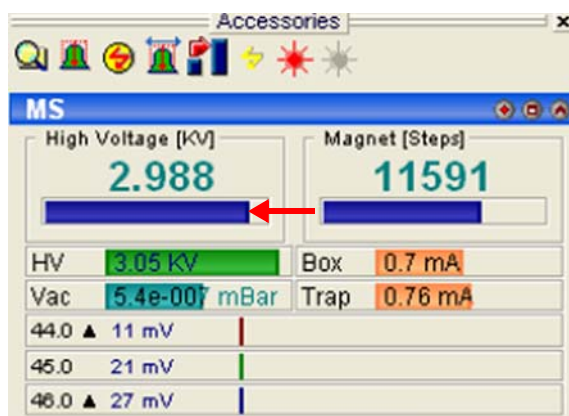 Accessories
MS
High Voltage [KV] Magnet [Steps]
2.988 11591
HV 3.05 KV Box 0.7 mA
Vac 5.4e-007 mBar Trap 0.76 mA
44.0 ▲ 11 mV
45.0 21 mV
46.0 ▲ 27 mV